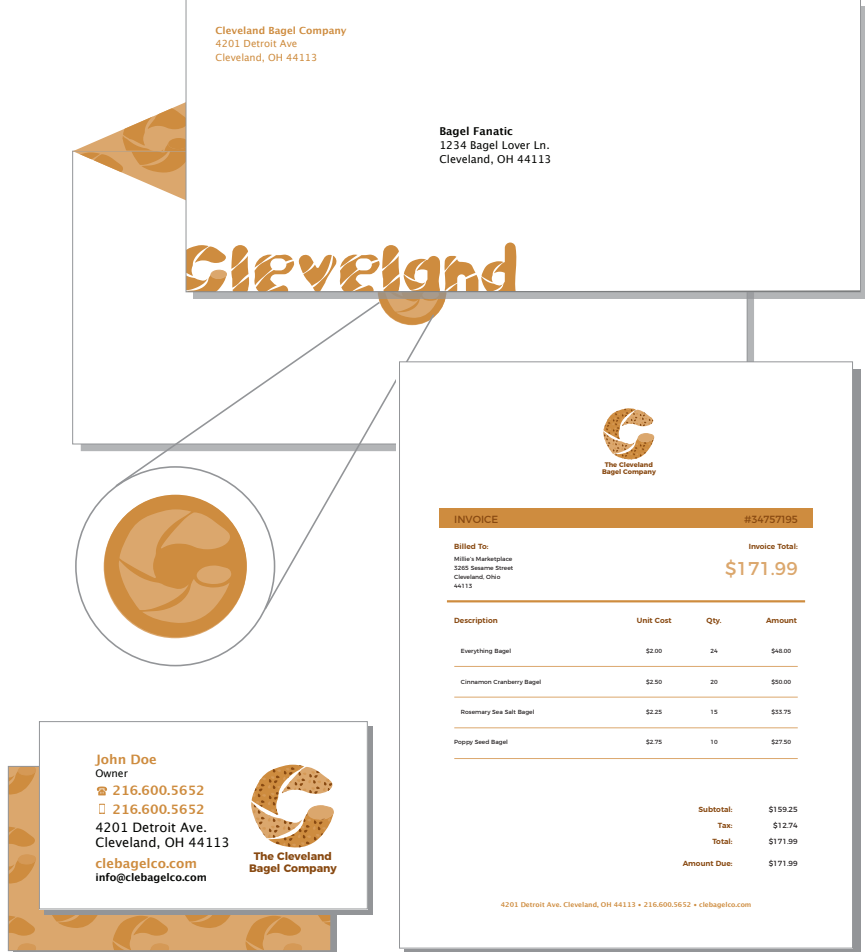 Cleveland Bagel Company
4201 Detroit Ave
Cleveland, OH 44113
Bagel Fanatic
1234 Bagel Lover Ln.
Cleveland, OH 44113
Cleveland
The Cleveland
Bagel Company
INVOICE #34757195
Billed To: Invoice Total:
Millie's Marketplace
3265 Sesame Street
Cleveland, Ohio
44113
$171.99
Description Unit Cost Qty. Amount
Everything Bagel $2.00 24 $48.00
Cinnamon Cranberry Bagel $2.50 20 $50.00
Rosemary Sea Salt Bagel $2.25 15 $33.75
Poppy Seed Bagel $2.75 10 $27.50
Subtotal: $159.25
Tax: $12.74
Total: $171.99
Amount Due: $171.99
4201 Detroit Ave. Cleveland, OH 44113 • 216.600.5652 • clebagelco.com
John Doe
Owner
☎ 216.600.5652
216.600.5652
4201 Detroit Ave.
Cleveland, OH 44113
clebagelco.com
info@clebagelco.com
The Cleveland
Bagel Company